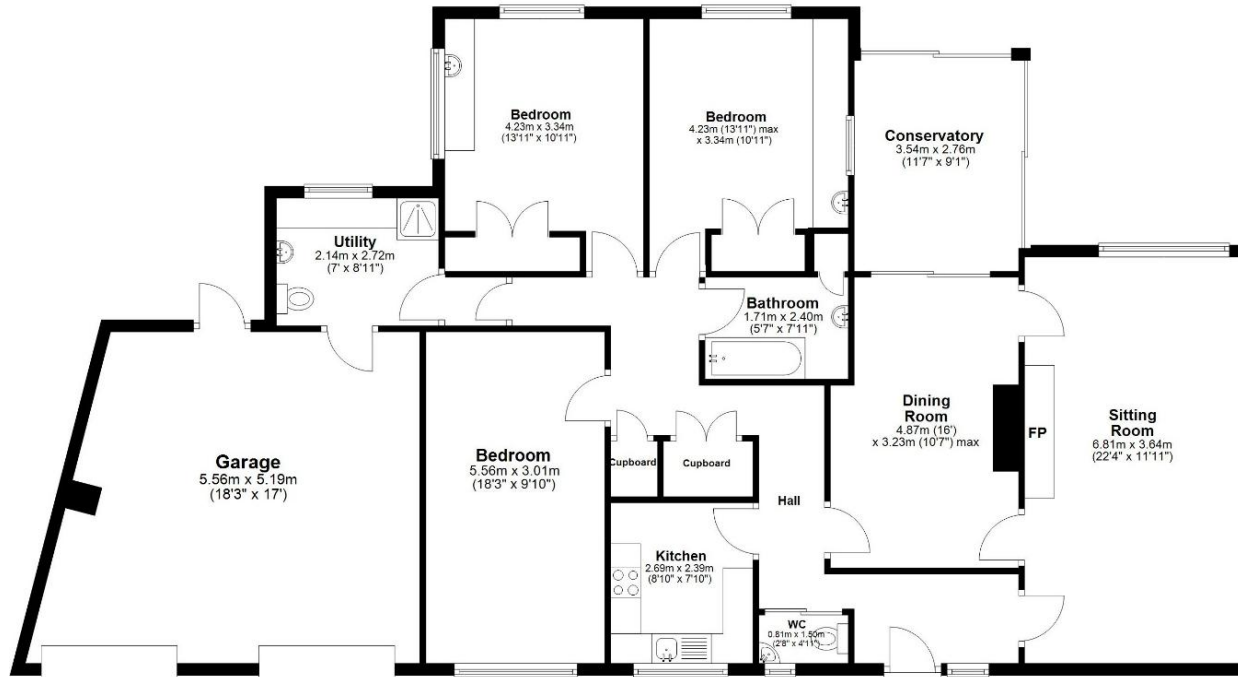 Bedroom
4.23m x 3.34m
(13'11" x 10'11")
Bedroom
4.23m (13'11") max
x 3.34m (10'11")
Conservatory
3.54m x 2.76m
(11'7" x 9'1")
Utility
2.14m x 2.72m
(7' x 8'11")
Bathroom
1.71m x 2.40m
(5'7" x 7'11")
Dining
Room
4.87m (16')
x 3.23m (10'7") max
FP
Sitting
Room
6.81m x 3.64m
(22'4" x 11'11")
Garage
5.56m x 5.19m
(18'3" x 17')
Bedroom
5.56m x 3.01m
(18'3" x 9'10")
Cupboard
Cupboard
Hall
Kitchen
2.69m x 2.39m
(8'10" x 7'10")
WC
0.81m x 1.50m
(2'8" x 4'11")